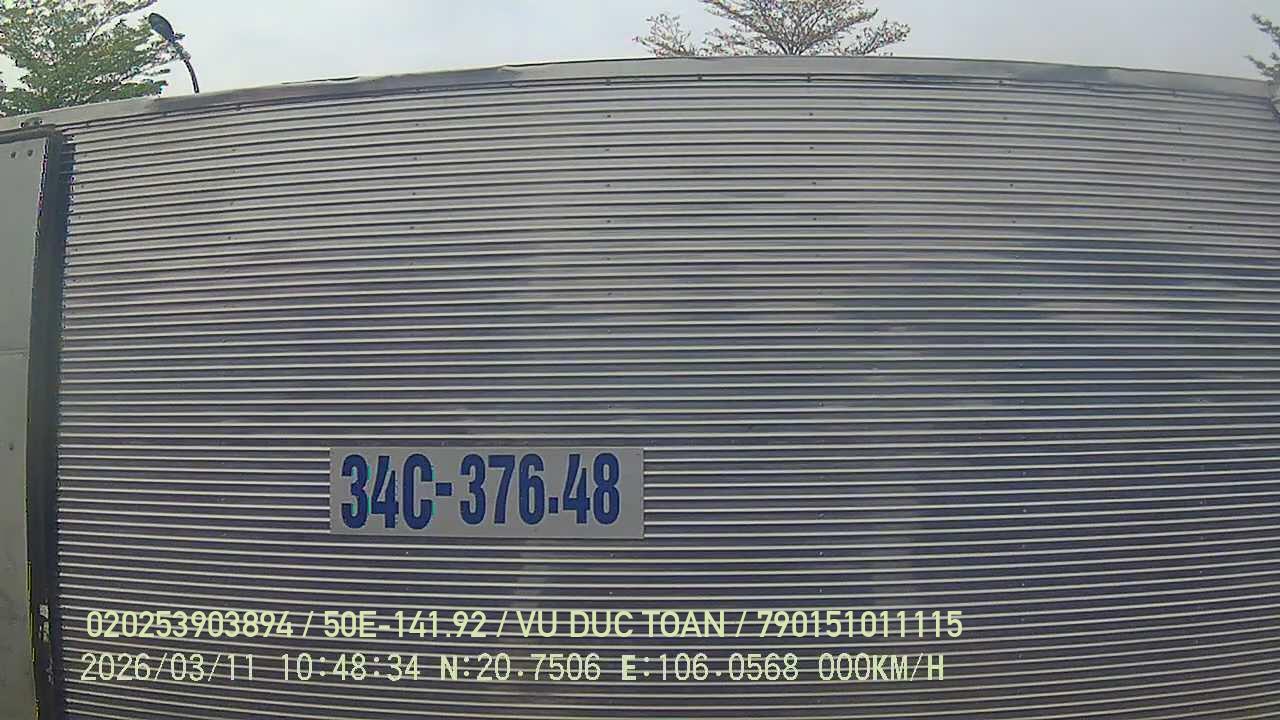 34C-376.48
020253903894 / 50E-141.92 / VU DUC TOAN / 790151011115
2026/03/11 10:48:34 N:20.7506 E:106.0568 000KM/H